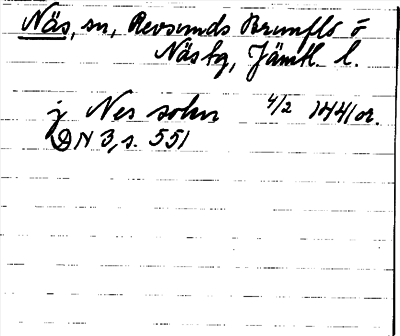 Näs, sn, Revsunds Brunflo o
Näs tg, Jämtl. l.
j Nes sokn 4/2 1441 or.
DN 3, s. 551